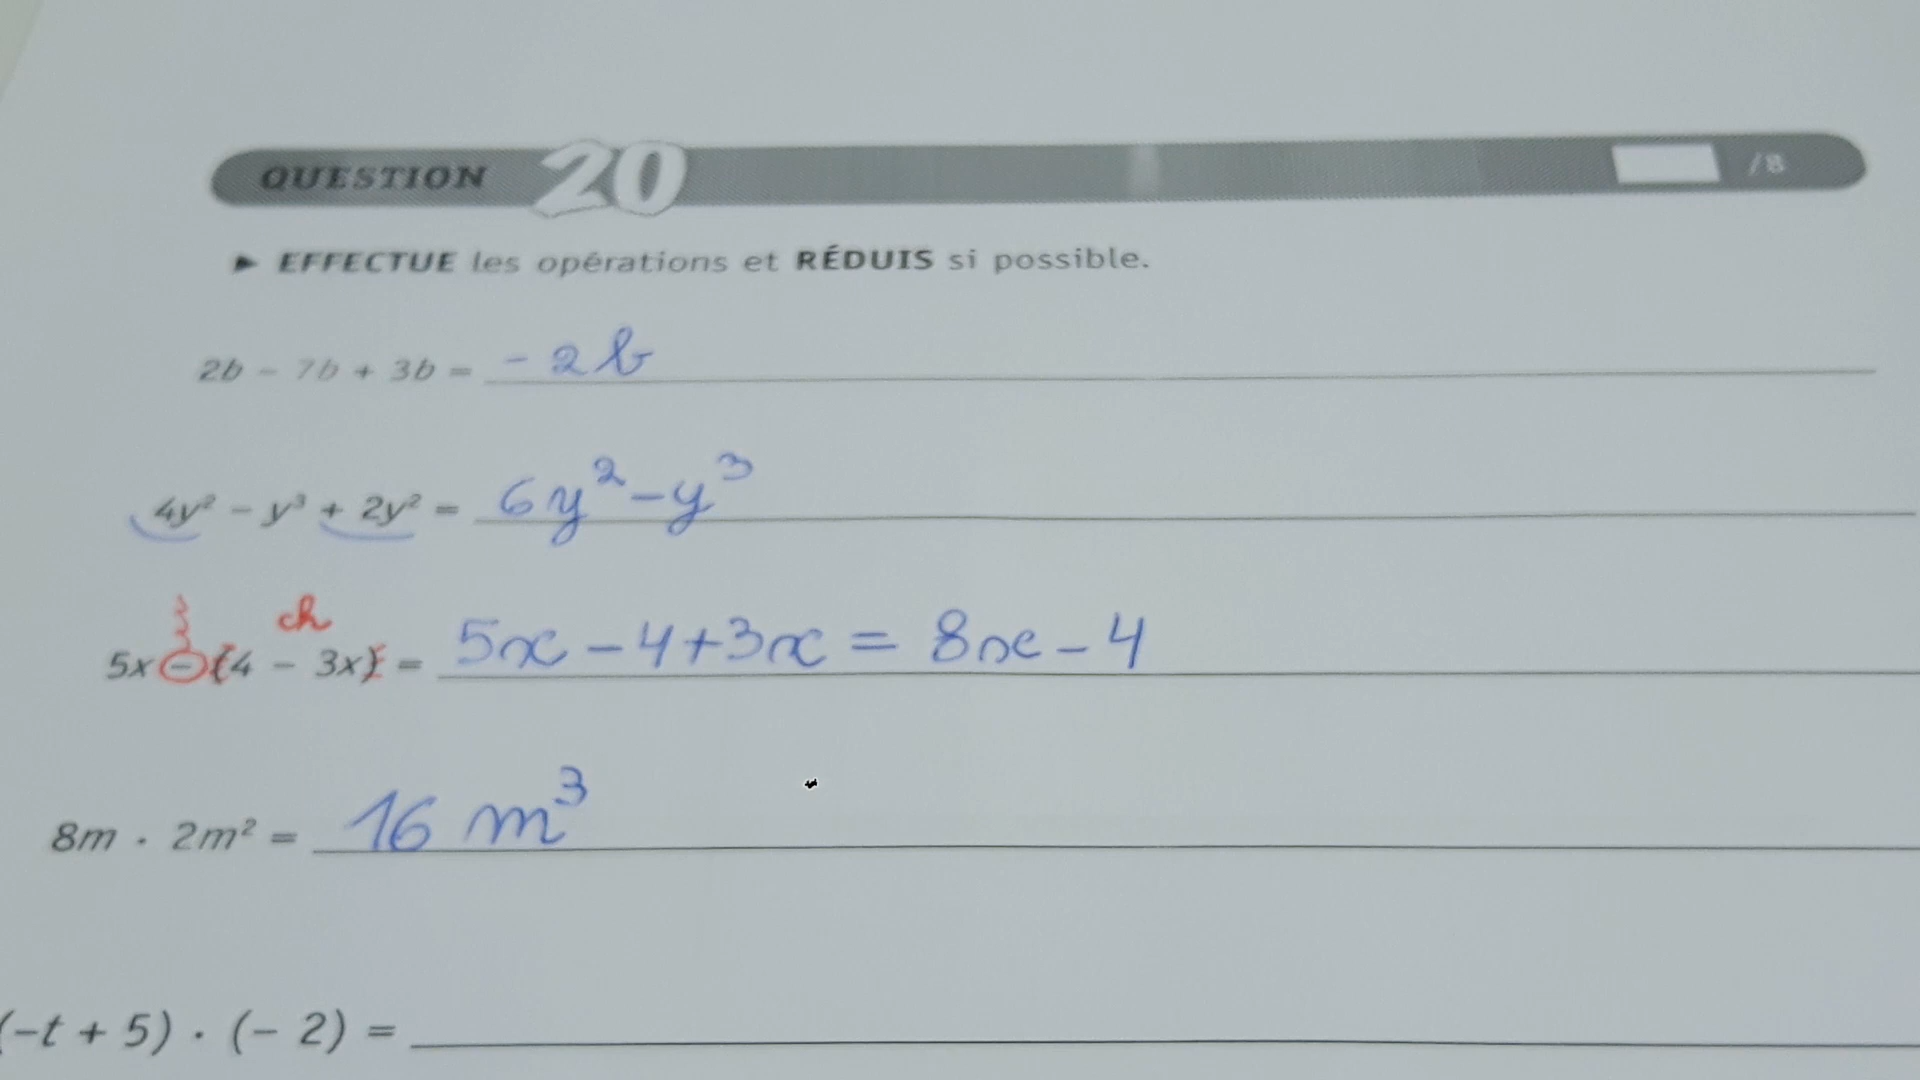 QUESTION 20 /8
► EFFECTUE les opérations et RÉDUIS si possible.
2b - 7b + 3b = - 2b
4y² - y³ + 2y² = 6y² - y³
ch
5x - (4 - 3x) = 5x - 4 + 3x = 8x - 4
8m · 2m² = 16 m³
(-t + 5) · (- 2) =